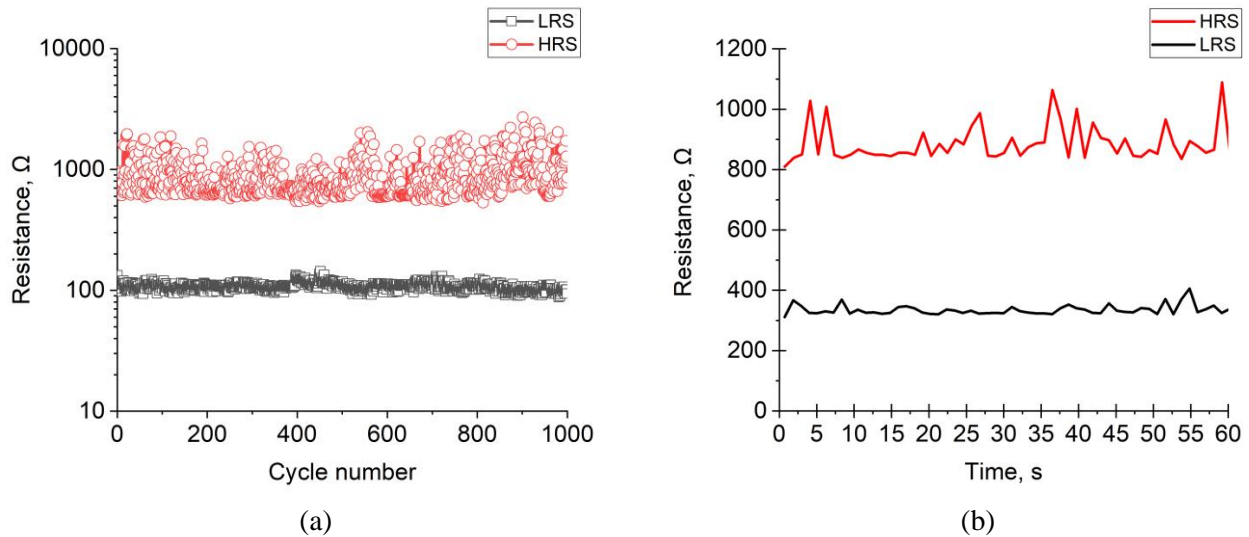 LRS
HRS
10000
1000
100
10
Resistance, Ω
0 200 400 600 800 1000
Cycle number
(a)
HRS
LRS
1200
1000
800
600
400
200
0
Resistance, Ω
0 5 10 15 20 25 30 35 40 45 50 55 60
Time, s
(b)